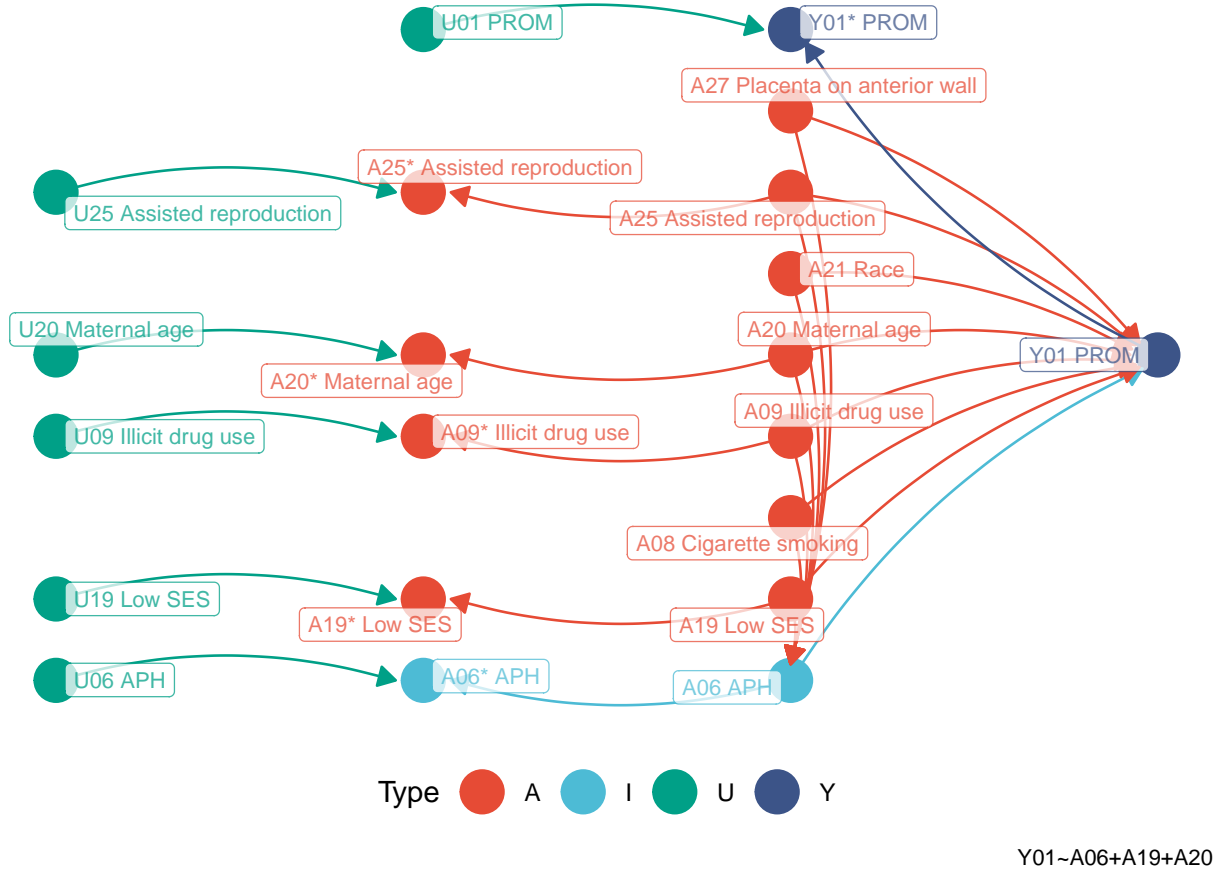 U01 PROM
Y01* PROM
A27 Placenta on anterior wall
A25* Assisted reproduction
U25 Assisted reproduction
A25 Assisted reproduction
A21 Race
U20 Maternal age
A20 Maternal age
Y01 PROM
A20* Maternal age
A09 Illicit drug use
U09 Illicit drug use
A09* Illicit drug use
A08 Cigarette smoking
U19 Low SES
A19* Low SES
A19 Low SES
U06 APH
A06* APH
A06 APH
Type A I U Y
Y01~A06+A19+A20